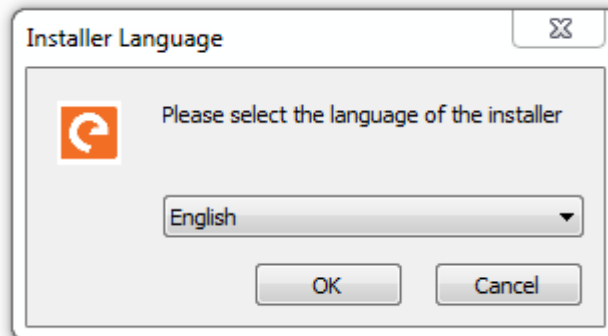 Installer Language
Please select the language of the installer
English
OK
Cancel